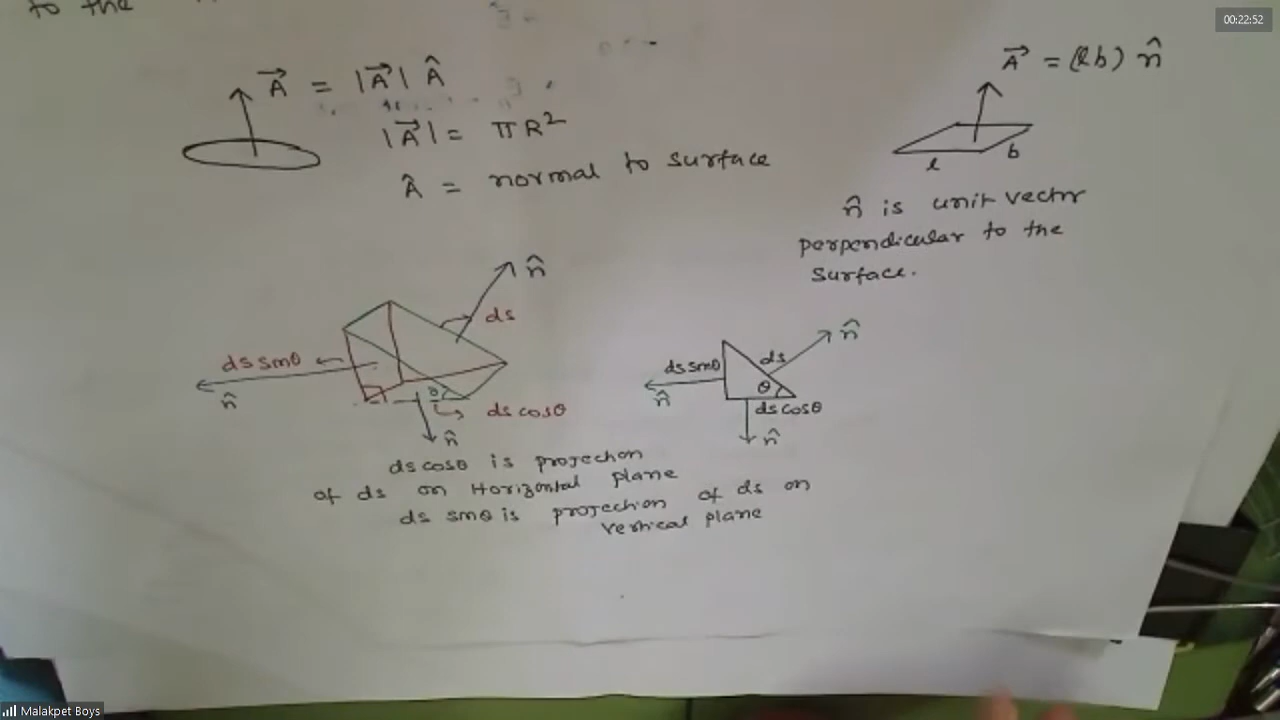 to the
00:22:52
A⃗ = |A⃗| Â
|A⃗| = πR²
Â = normal to surface
A⃗ = (lb) n̂
l
b
n̂ is unit vector
perpendicular to the
surface.
n̂
ds
ds sinθ
n̂
θ
ds cosθ
n̂
n̂
ds
ds sinθ
n̂
θ
ds cosθ
n̂
ds cosθ is projection
of ds on Horizontal plane
ds sinθ is projection of ds on
vertical plane
Malakpet Boys